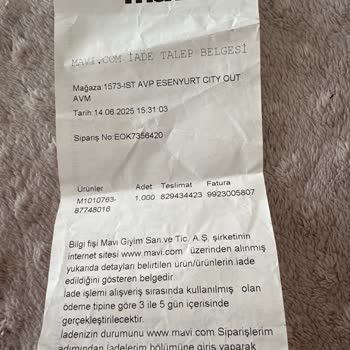 MAVİ.COM İADE TALEP BELGESİ
Mağaza:1573-IST AVP ESENYURT CITY OUT
AVM
Tarih:14 06 2025 15:31:03
Sipariş No:EOK7356420
Ürünler Adet Teslimat Fatura
M1010763-
87748016 1.000 829434423 9923005807
Bilgi fişi Mavi Giyim San.ve Tic. A.Ş. şirketinin
internet sitesi www.mavi.com üzerinden alınmış
yukarıda detayları belirtilen ürün/ürünlerin.iade
edildiğini gösteren belgedir.
İade işlemi alışveriş sırasında kullanılmış olan
ödeme tipine göre 3 ile 5 gün içerisinde
gerçekleştirilecektir.
İadenizin durumunu www.mavi.com Siparişlerim
adımından İadelerim bölümüne giriş yaparak